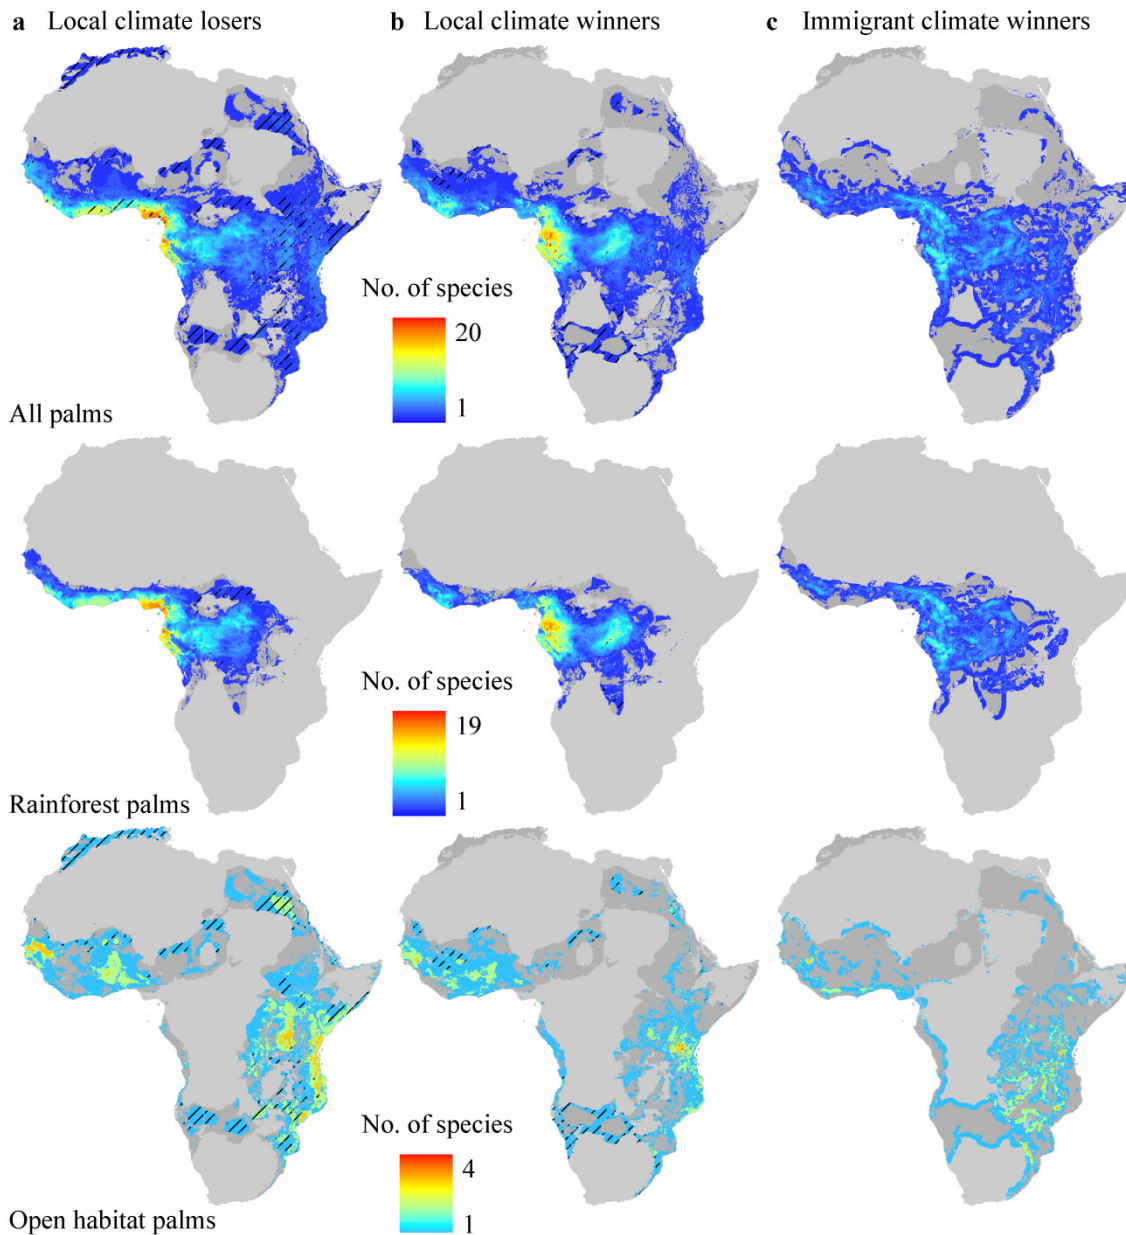 a Local climate losers
b Local climate winners
c Immigrant climate winners
No. of species
20
1
All palms
No. of species
19
1
Rainforest palms
No. of species
4
1
Open habitat palms